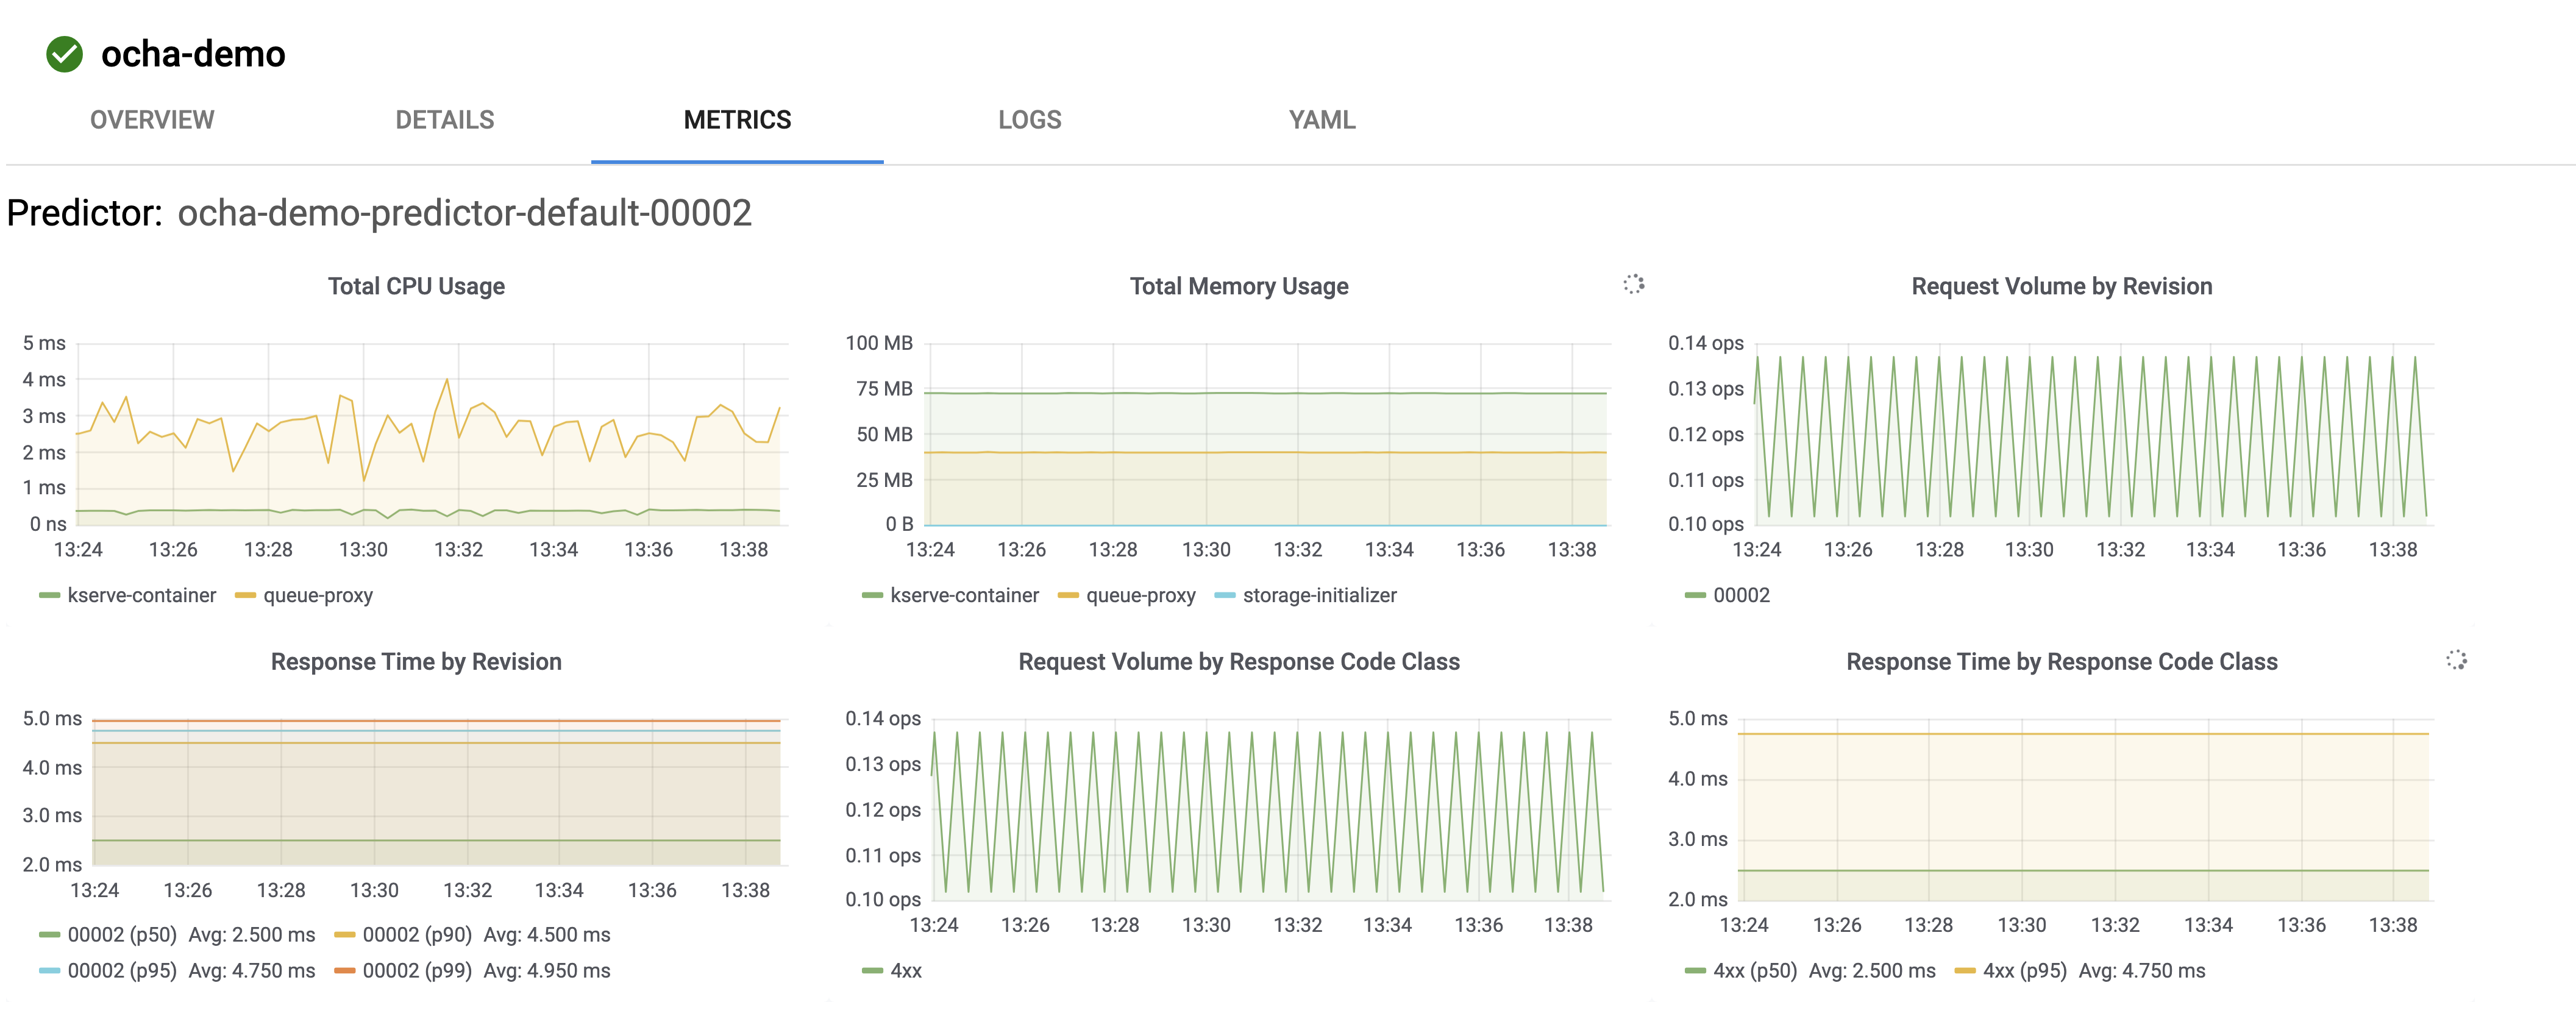 ocha-demo
OVERVIEW DETAILS METRICS LOGS YAML
Predictor: ocha-demo-predictor-default-00002
Total CPU Usage
5 ms
4 ms
3 ms
2 ms
1 ms
0 ns
13:24 13:26 13:28 13:30 13:32 13:34 13:36 13:38
kserve-container queue-proxy
Total Memory Usage
100 MB
75 MB
50 MB
25 MB
0 B
13:24 13:26 13:28 13:30 13:32 13:34 13:36 13:38
kserve-container queue-proxy storage-initializer
Request Volume by Revision
0.14 ops
0.13 ops
0.12 ops
0.11 ops
0.10 ops
13:24 13:26 13:28 13:30 13:32 13:34 13:36 13:38
00002
Response Time by Revision
5.0 ms
4.0 ms
3.0 ms
2.0 ms
13:24 13:26 13:28 13:30 13:32 13:34 13:36 13:38
00002 (p50) Avg: 2.500 ms 00002 (p90) Avg: 4.500 ms
00002 (p95) Avg: 4.750 ms 00002 (p99) Avg: 4.950 ms
Request Volume by Response Code Class
0.14 ops
0.13 ops
0.12 ops
0.11 ops
0.10 ops
13:24 13:26 13:28 13:30 13:32 13:34 13:36 13:38
4xx
Response Time by Response Code Class
5.0 ms
4.0 ms
3.0 ms
2.0 ms
13:24 13:26 13:28 13:30 13:32 13:34 13:36 13:38
4xx (p50) Avg: 2.500 ms 4xx (p95) Avg: 4.750 ms